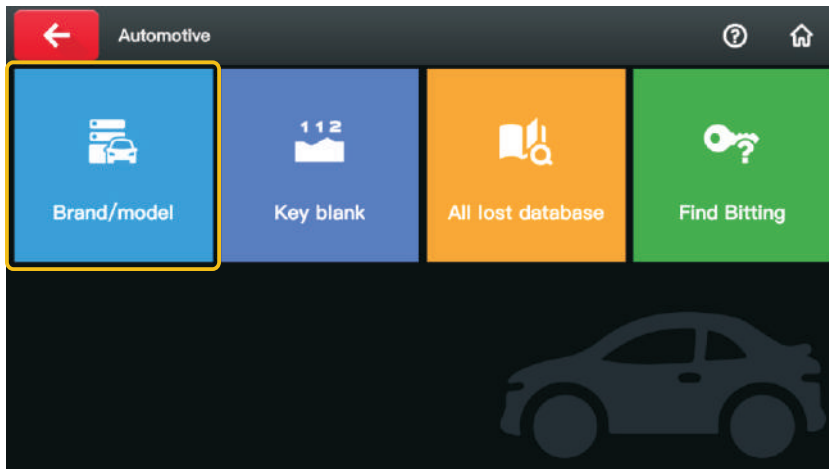 Automotive
112
Brand/model
Key blank
All lost database
Find Bitting